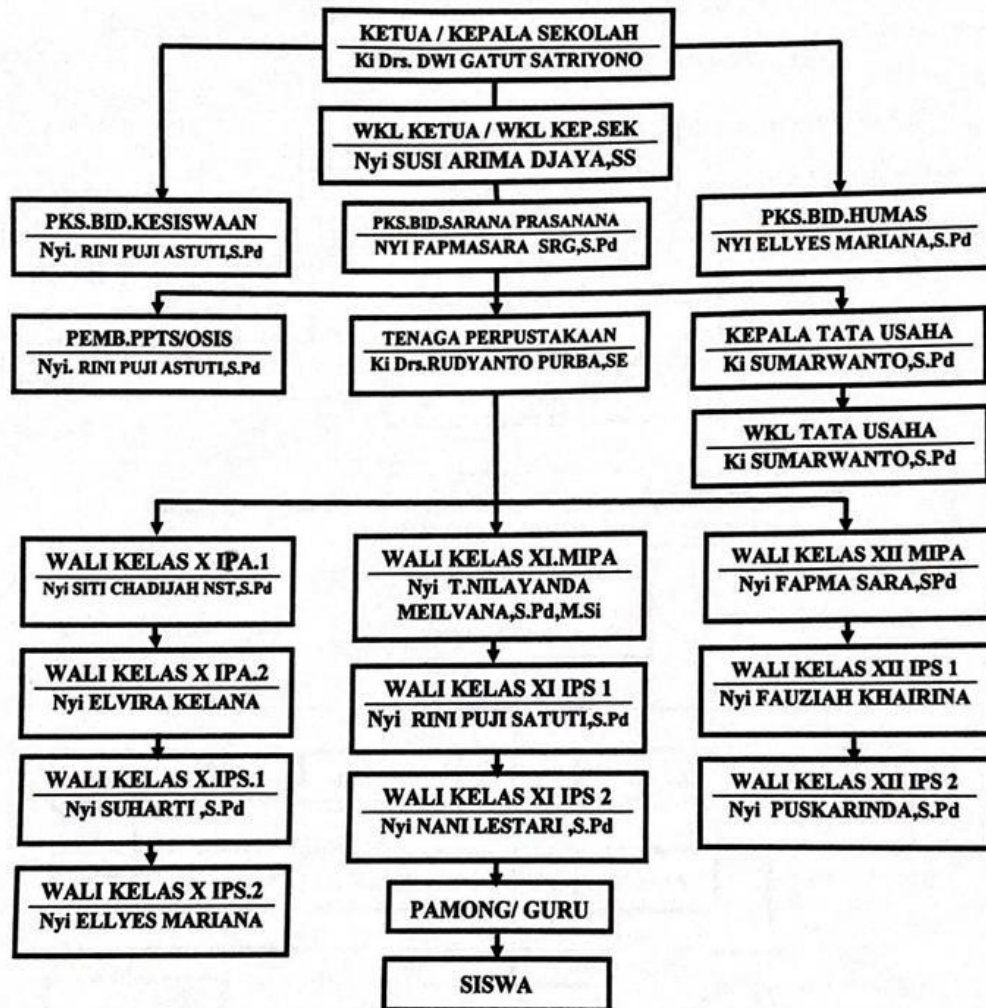 KETUA / KEPALA SEKOLAH
Ki Drs. DWI GATUT SATRIYONO
WKL KETUA / WKL KEP.SEK
Nyi SUSI ARIMA DJAYA,SS
PKS.BID.KESISWAAN
Nyi. RINI PUJI ASTUTI,S.Pd
PKS.BID.SARANA PRASANANA
NYI FAPMASARA SRG,S.Pd
PKS.BID.HUMAS
NYI ELLYES MARIANA,S.Pd
PEMB.PPTS/OSIS
Nyi. RINI PUJI ASTUTI,S.Pd
TENAGA PERPUSTAKAAN
Ki Drs.RUDYANTO PURBA,SE
KEPALA TATA USAHA
Ki SUMARWANTO,S.Pd
WKL TATA USAHA
Ki SUMARWANTO,S.Pd
WALI KELAS X IPA.1
Nyi SITI CHADIJAH NST,S.Pd
WALI KELAS XI.MIPA
Nyi T.NILAYANDA
MEILVANA,S.Pd,M.Si
WALI KELAS XII MIPA
Nyi FAPMA SARA,SPd
WALI KELAS X IPA.2
Nyi ELVIRA KELANA
WALI KELAS XI IPS 1
Nyi RINI PUJI SATUTI,S.Pd
WALI KELAS XII IPS 1
Nyi FAUZIAH KHAIRINA
WALI KELAS X.IPS.1
Nyi SUHARTI ,S.Pd
WALI KELAS XI IPS 2
Nyi NANI LESTARI ,S.Pd
WALI KELAS XII IPS 2
Nyi PUSKARINDA,S.Pd
WALI KELAS X IPS.2
Nyi ELLYES MARIANA
PAMONG/ GURU
SISWA